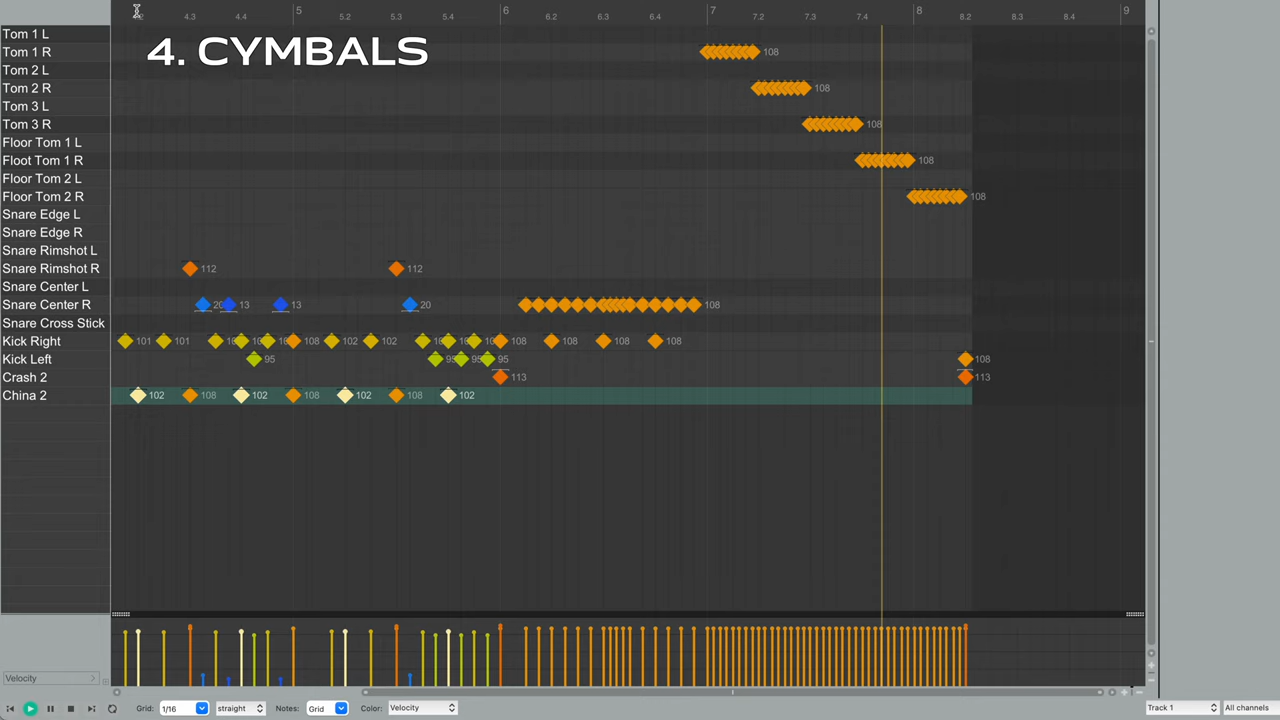 5 6 7 8 9
4.3 4.4 5.2 5.3 5.4 6.2 6.3 6.4 7.2 7.3 7.4 8.2 8.3 8.4
4. CYMBALS
Tom 1 L
Tom 1 R 108
Tom 2 L
Tom 2 R 108
Tom 3 L
Tom 3 R 108
Floor Tom 1 L
Floot Tom 1 R 108
Floor Tom 2 L
Floor Tom 2 R 108
Snare Edge L
Snare Edge R
Snare Rimshot L
Snare Rimshot R 112 112
Snare Center L
Snare Center R 20 13 13 20 108
Snare Cross Stick
Kick Right 101 101 108 102 102 108 108 108 108
Kick Left 95 95 108
Crash 2 113 113
China 2 102 108 102 108 102 108 102
Velocity
Grid: 1/16 straight Notes: Grid Color: Velocity Track 1 All channels